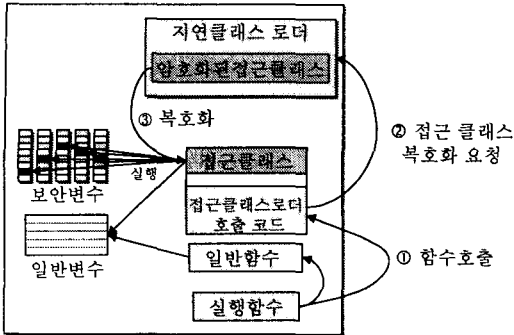 지연클래스 로더
암호화된접근클래스
③ 복호화
② 접근 클래스
복호화 요청
접근클래스
실행
보안변수
접근클래스로더
호출 코드
일반변수
일반함수
① 함수호출
실행함수